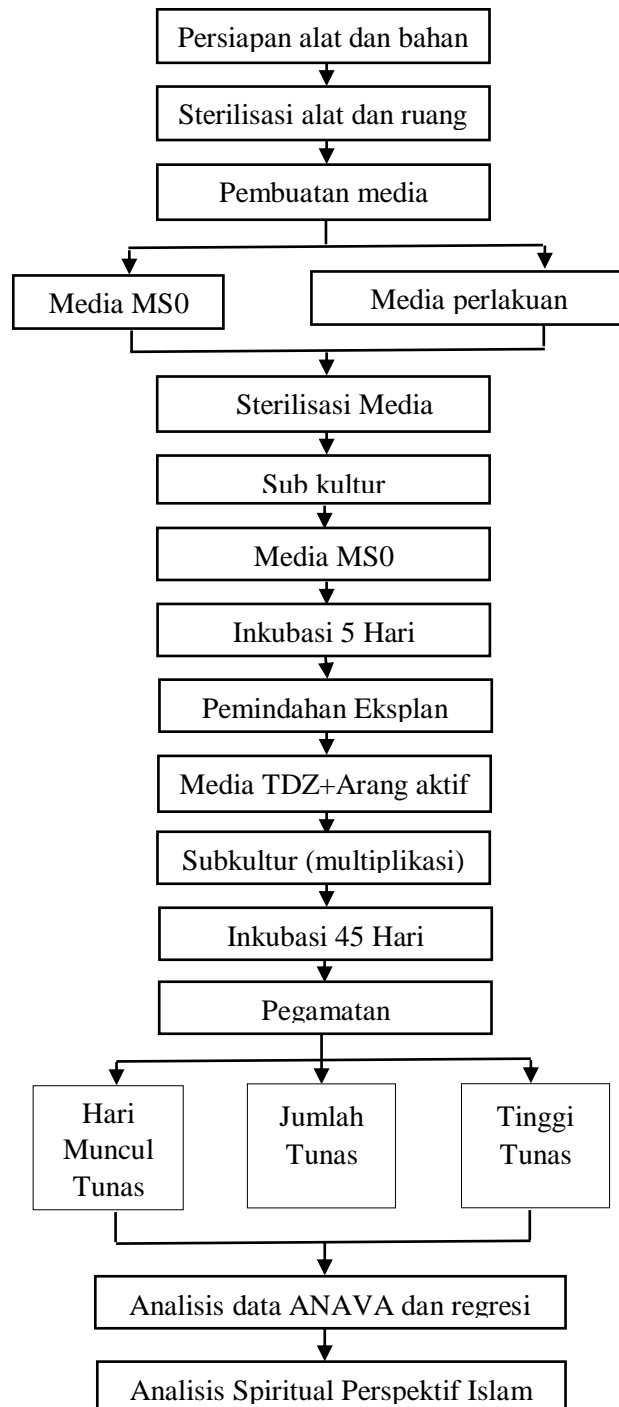 Persiapan alat dan bahan
Sterilisasi alat dan ruang
Pembuatan media
Media MS0
Media perlakuan
Sterilisasi Media
Sub kultur
Media MS0
Inkubasi 5 Hari
Pemindahan Eksplan
Media TDZ+Arang aktif
Subkultur (multiplikasi)
Inkubasi 45 Hari
Pegamatan
Hari
Muncul
Tunas
Jumlah
Tunas
Tinggi
Tunas
Analisis data ANAVA dan regresi
Analisis Spiritual Perspektif Islam